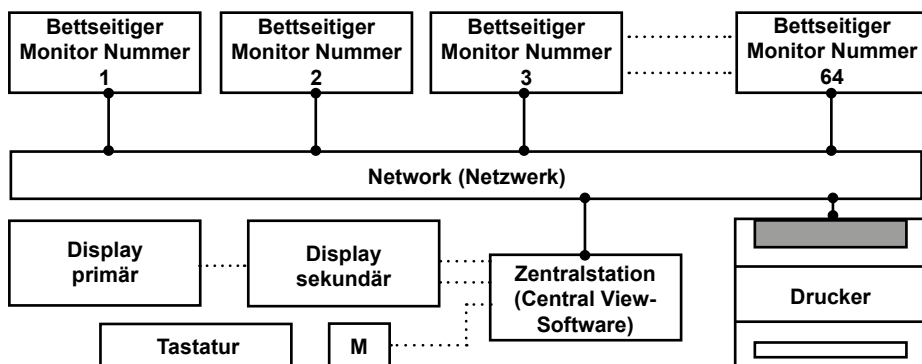 Bettseitiger
Monitor Nummer
1
Bettseitiger
Monitor Nummer
2
Bettseitiger
Monitor Nummer
3
Bettseitiger
Monitor Nummer
64
Network (Netzwerk)
Display
primär
Display
sekundär
Zentralstation
(Central View-
Software)
Drucker
Tastatur
M